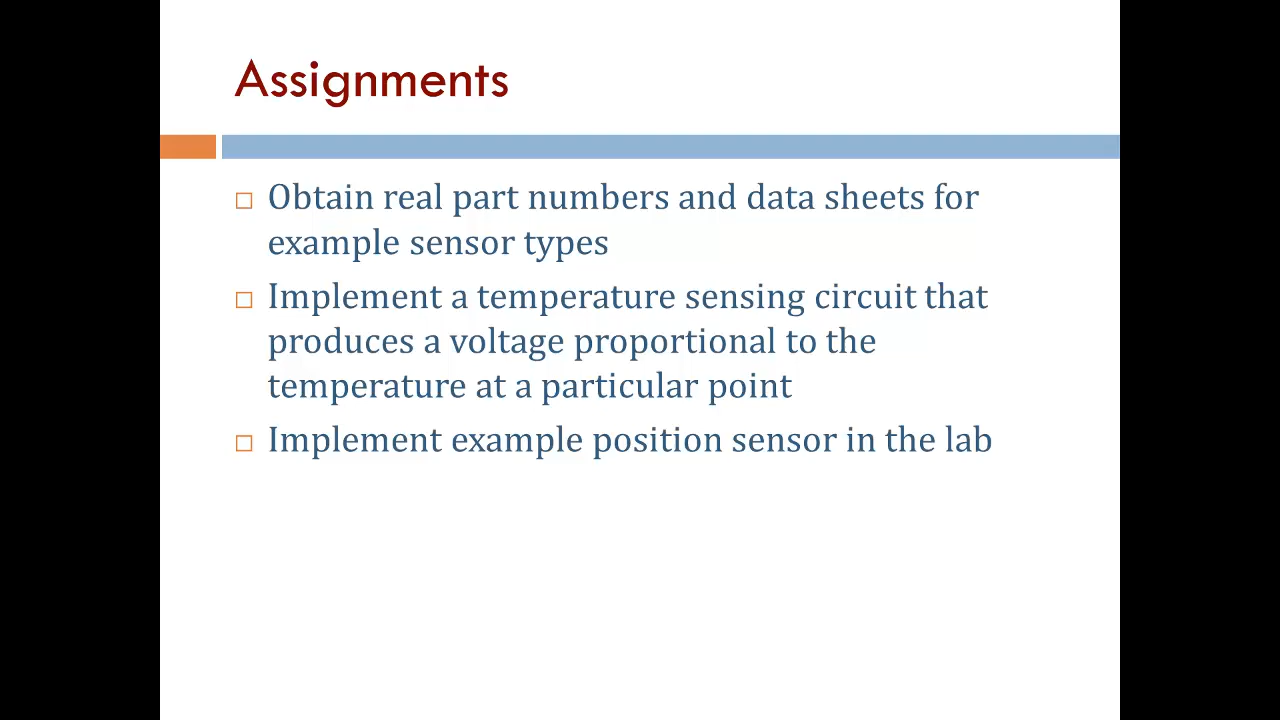 Assignments
Obtain real part numbers and data sheets for
example sensor types
Implement a temperature sensing circuit that
produces a voltage proportional to the
temperature at a particular point
Implement example position sensor in the lab